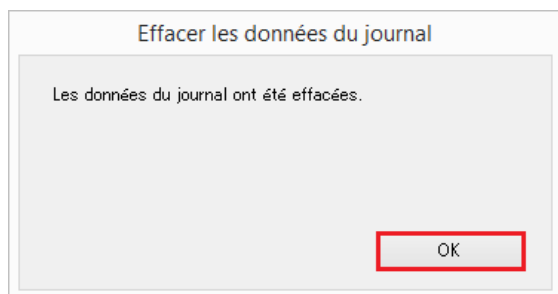 Effacer les données du journal
Les données du journal ont été effacées.
OK